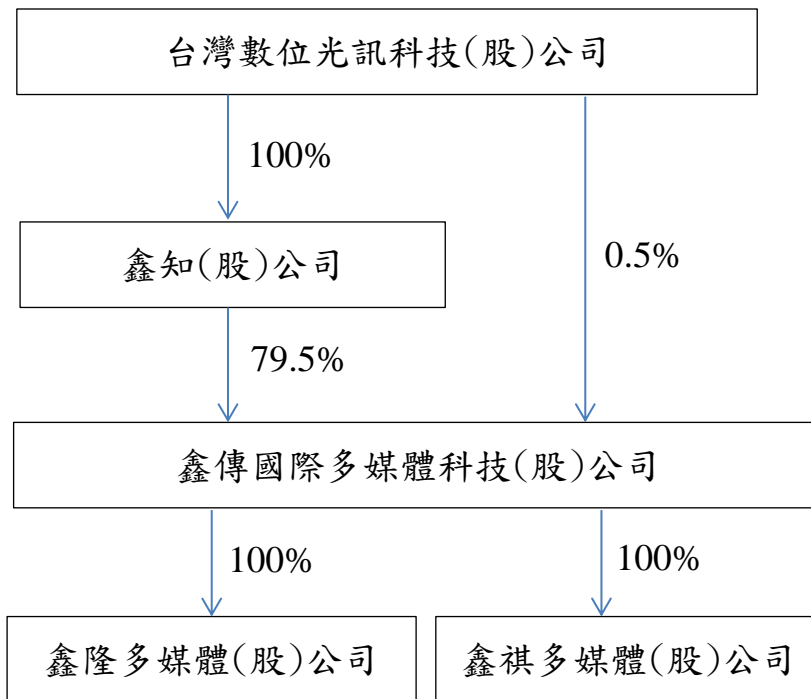 台灣數位光訊科技(股)公司
100%
鑫知(股)公司
0.5%
79.5%
鑫傳國際多媒體科技(股)公司
100%
100%
鑫隆多媒體(股)公司
鑫祺多媒體(股)公司